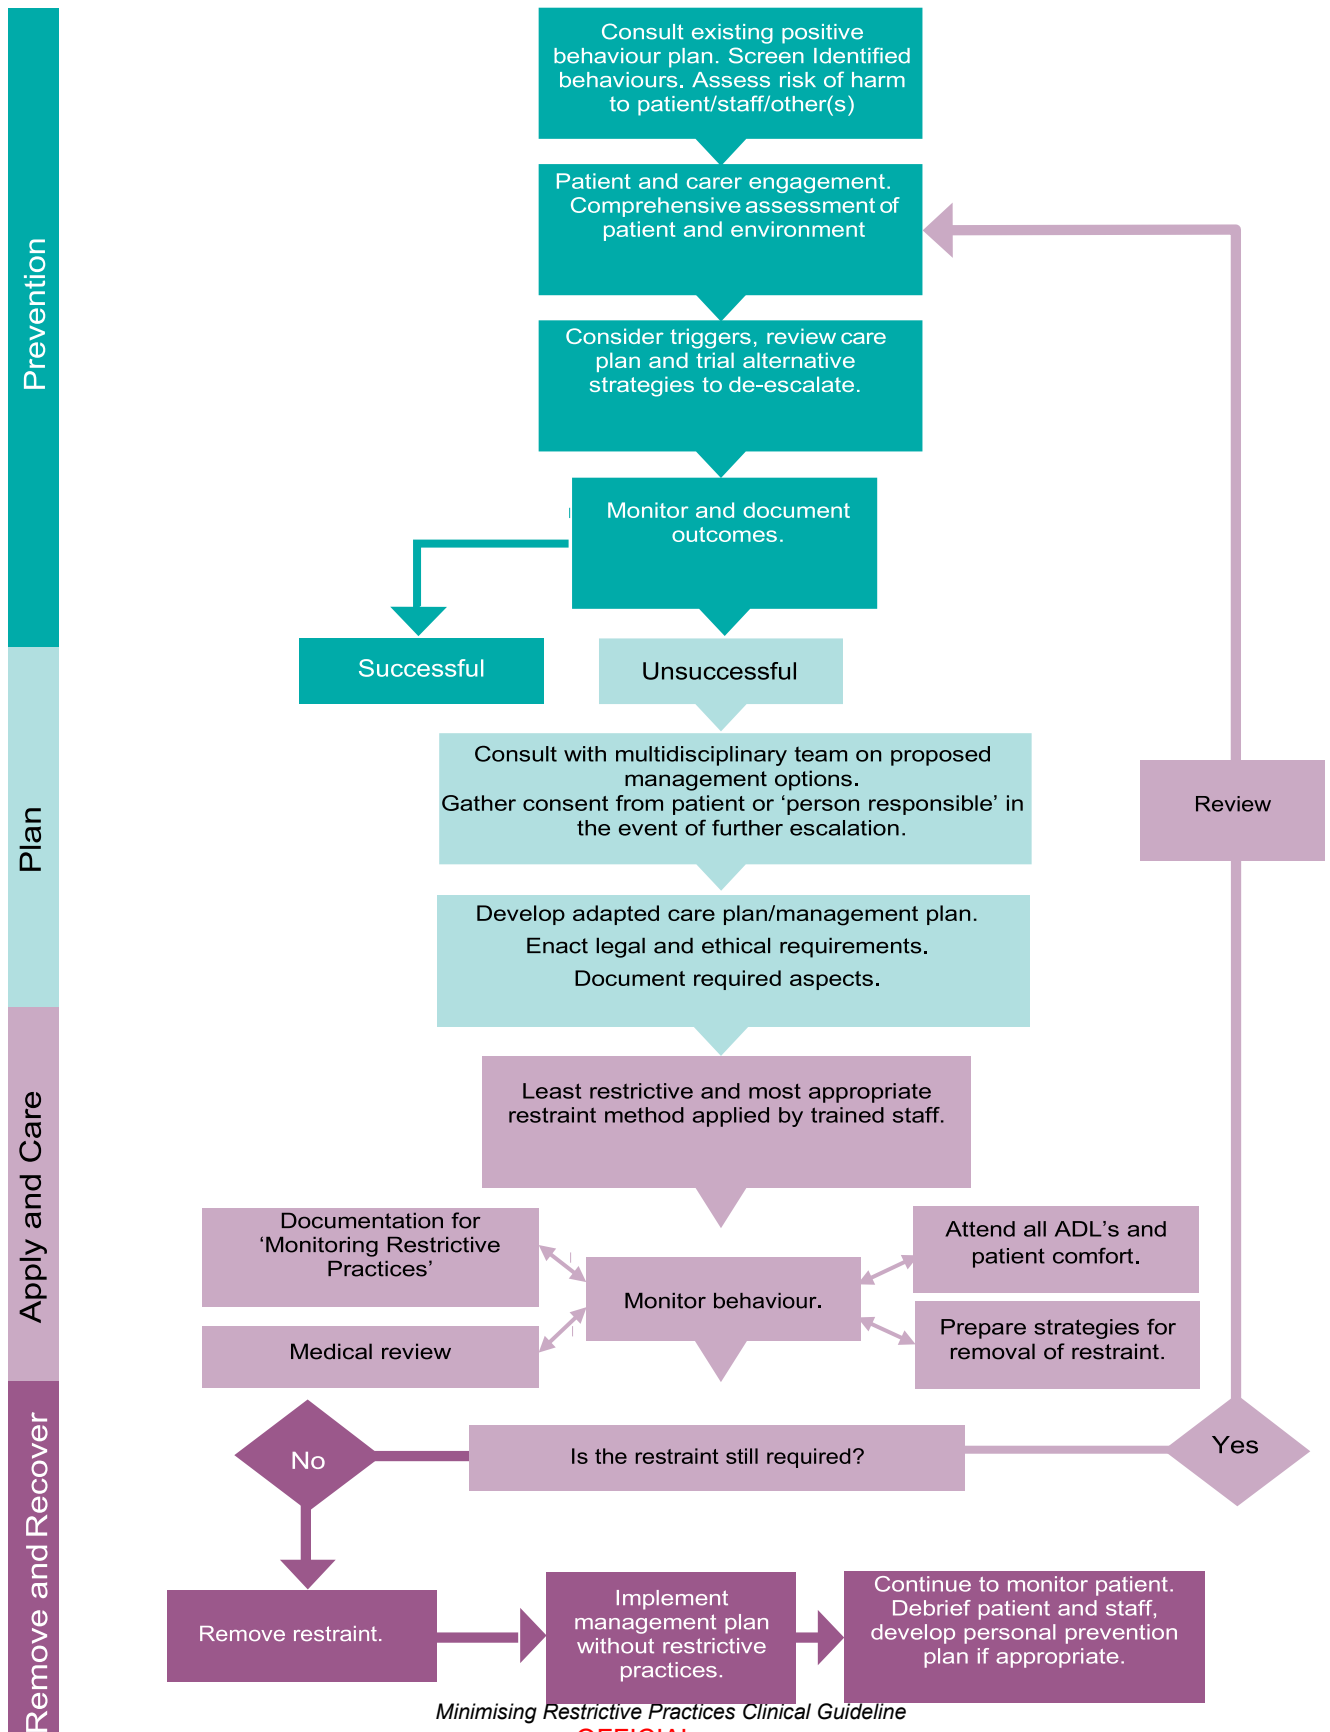 Prevention
Consult existing positive
behaviour plan. Screen Identified
behaviours. Assess risk of harm
to patient/staff/other(s)
Patient and carer engagement.
Comprehensive assessment of
patient and environment
Consider triggers, review care
plan and trial alternative
strategies to de-escalate.
Monitor and document
outcomes.
Successful
Unsuccessful
Plan
Consult with multidisciplinary team on proposed
management options.
Gather consent from patient or ‘person responsible’ in
the event of further escalation.
Review
Develop adapted care plan/management plan.
Enact legal and ethical requirements.
Document required aspects.
Apply and Care
Least restrictive and most appropriate
restraint method applied by trained staff.
Documentation for
‘Monitoring Restrictive
Practices’
Medical review
Monitor behaviour.
Attend all ADL’s and
patient comfort.
Prepare strategies for
removal of restraint.
Remove and Recover
No
Is the restraint still required?
Yes
Remove restraint.
Implement
management plan
without restrictive
practices.
Continue to monitor patient.
Debrief patient and staff,
develop personal prevention
plan if appropriate.
Minimising Restrictive Practices Clinical Guideline
OFFICIAL